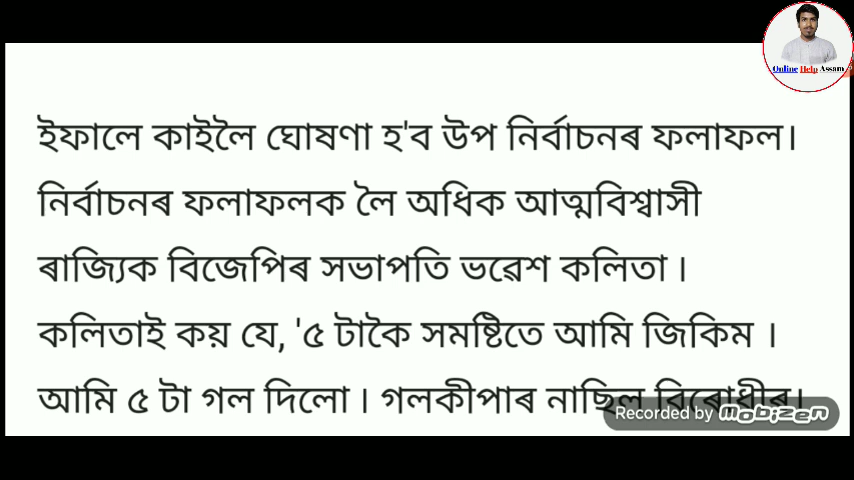 Online Help Assam
ইফালে কাইলৈ ঘোষণা হ'ব উপ নিৰ্বাচনৰ ফলাফল।
নিৰ্বাচনৰ ফলাফলক লৈ অধিক আত্মবিশ্বাসী
ৰাজ্যিক বিজেপিৰ সভাপতি ভৱেশ কলিতা ।
কলিতাই কয় যে, '৫ টাকৈ সমষ্টিতে আমি জিকিম ।
আমি ৫ টা গল দিলো । গলকীপাৰ নাছিল বিৰোধীৰ।
Recorded by MOBIZEN